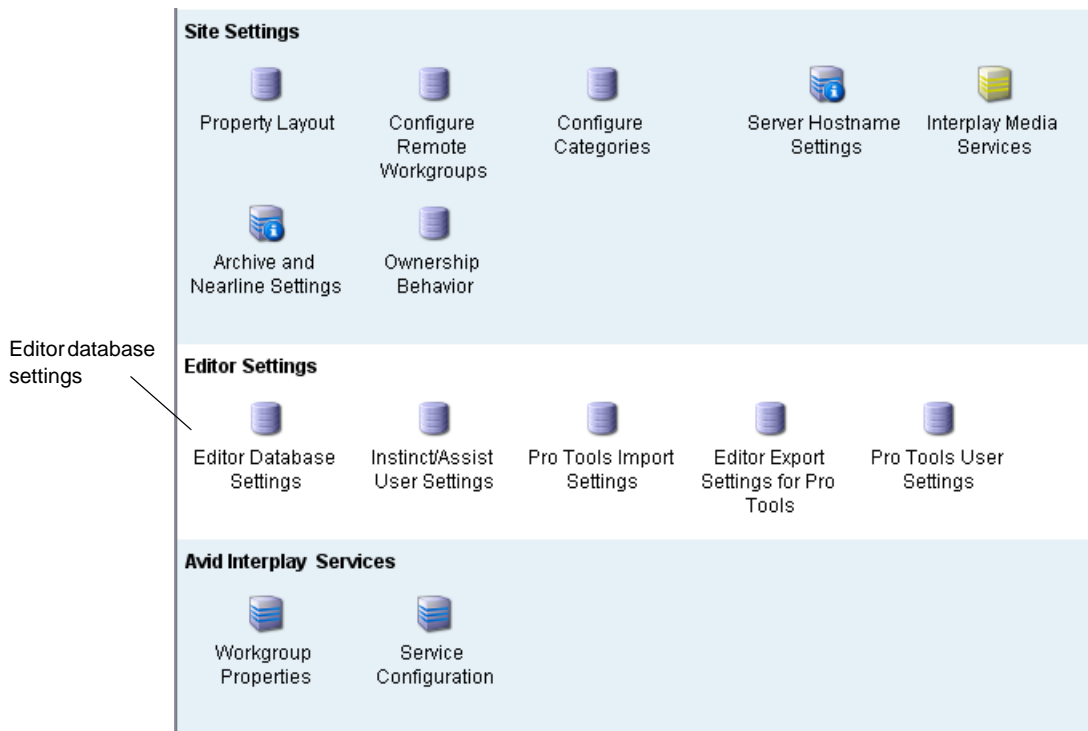 Site Settings
Property Layout
Configure
Remote
Workgroups
Configure
Categories
Server Hostname
Settings
Interplay Media
Services
Archive and
Nearline Settings
Ownership
Behavior
Editor database
settings
Editor Settings
Editor Database
Settings
Instinct/Assist
User Settings
Pro Tools Import
Settings
Editor Export
Settings for Pro
Tools
Pro Tools User
Settings
Avid Interplay Services
Workgroup
Properties
Service
Configuration